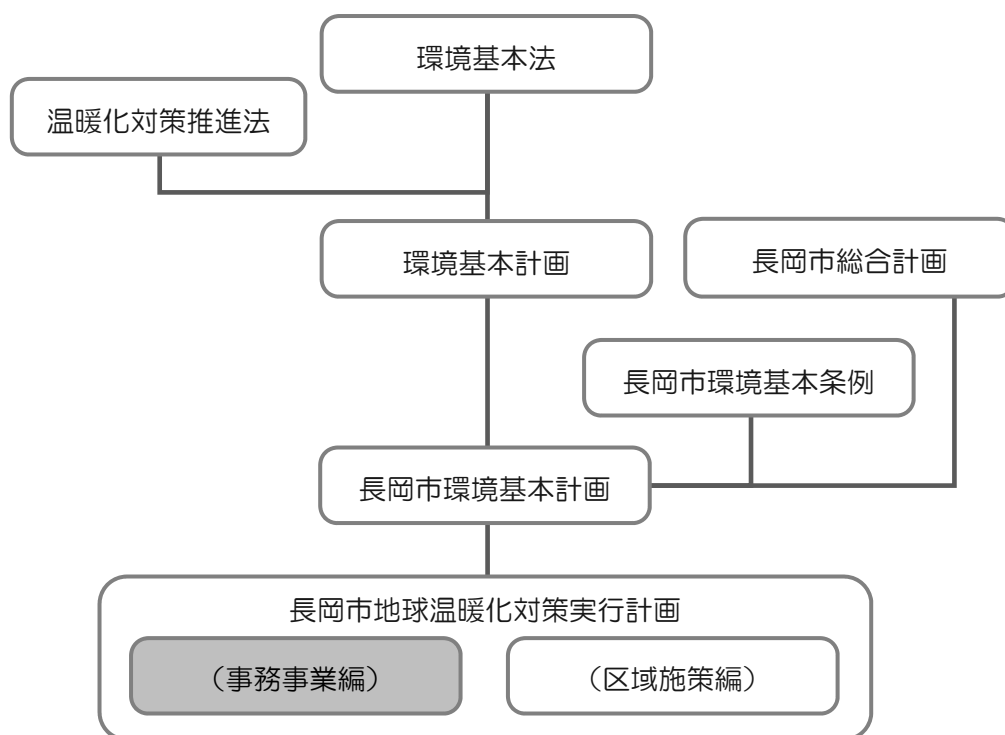 環境基本法
温暖化対策推進法
環境基本計画
長岡市総合計画
長岡市環境基本条例
長岡市環境基本計画
長岡市地球温暖化対策実行計画
（事務事業編）
（区域施策編）